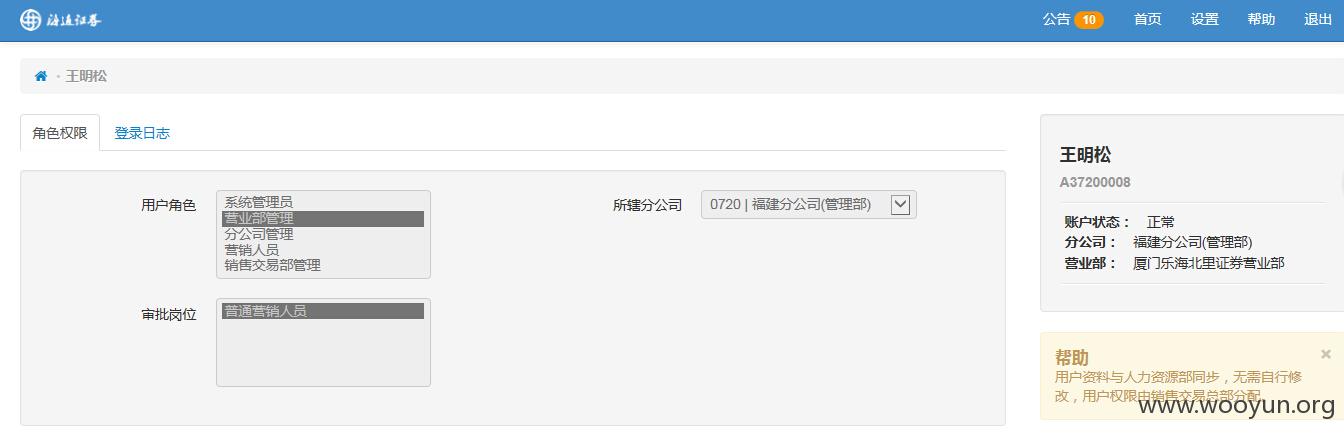 海通证券
公告 10 首页 设置 帮助 退出
王明松
角色权限 登录日志
用户角色
系统管理员
营业部管理
分公司管理
营销人员
销售交易部管理
所辖分公司 0720 | 福建分公司(管理部)
审批岗位
普通营销人员
王明松
A37200008
账户状态： 正常
分公司： 福建分公司(管理部)
营业部： 厦门乐海北里证券营业部
帮助 ×
用户资料与人力资源部同步，无需自行修
改，用户权限由销售交易总部分配。
www.wooyun.org